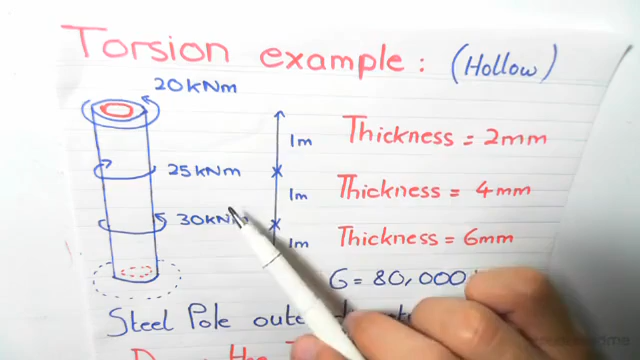 Torsion example: (Hollow)
20kNm
1m Thickness = 2mm
25kNm
1m Thickness = 4mm
30kNm
1m Thickness = 6mm
G = 80,000
Steel Pole